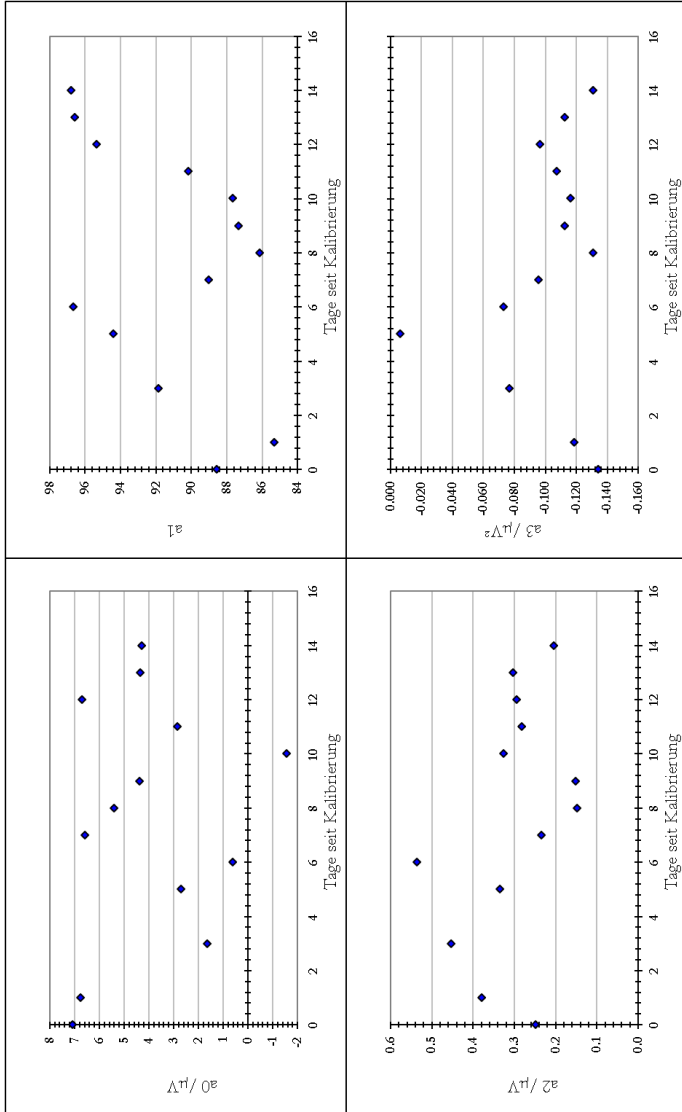 a0 / µV
8
7
6
5
4
3
2
1
0
-1
-2
0 2 4 6 8 10 12 14 16
Tage seit Kalibrierung
a1
98
96
94
92
90
88
86
84
0 2 4 6 8 10 12 14 16
Tage seit Kalibrierung
a2 / µV
0.6
0.5
0.4
0.3
0.2
0.1
0.0
0 2 4 6 8 10 12 14 16
Tage seit Kalibrierung
a3 / µV²
0.000
-0.020
-0.040
-0.060
-0.080
-0.100
-0.120
-0.140
-0.160
0 2 4 6 8 10 12 14 16
Tage seit Kalibrierung